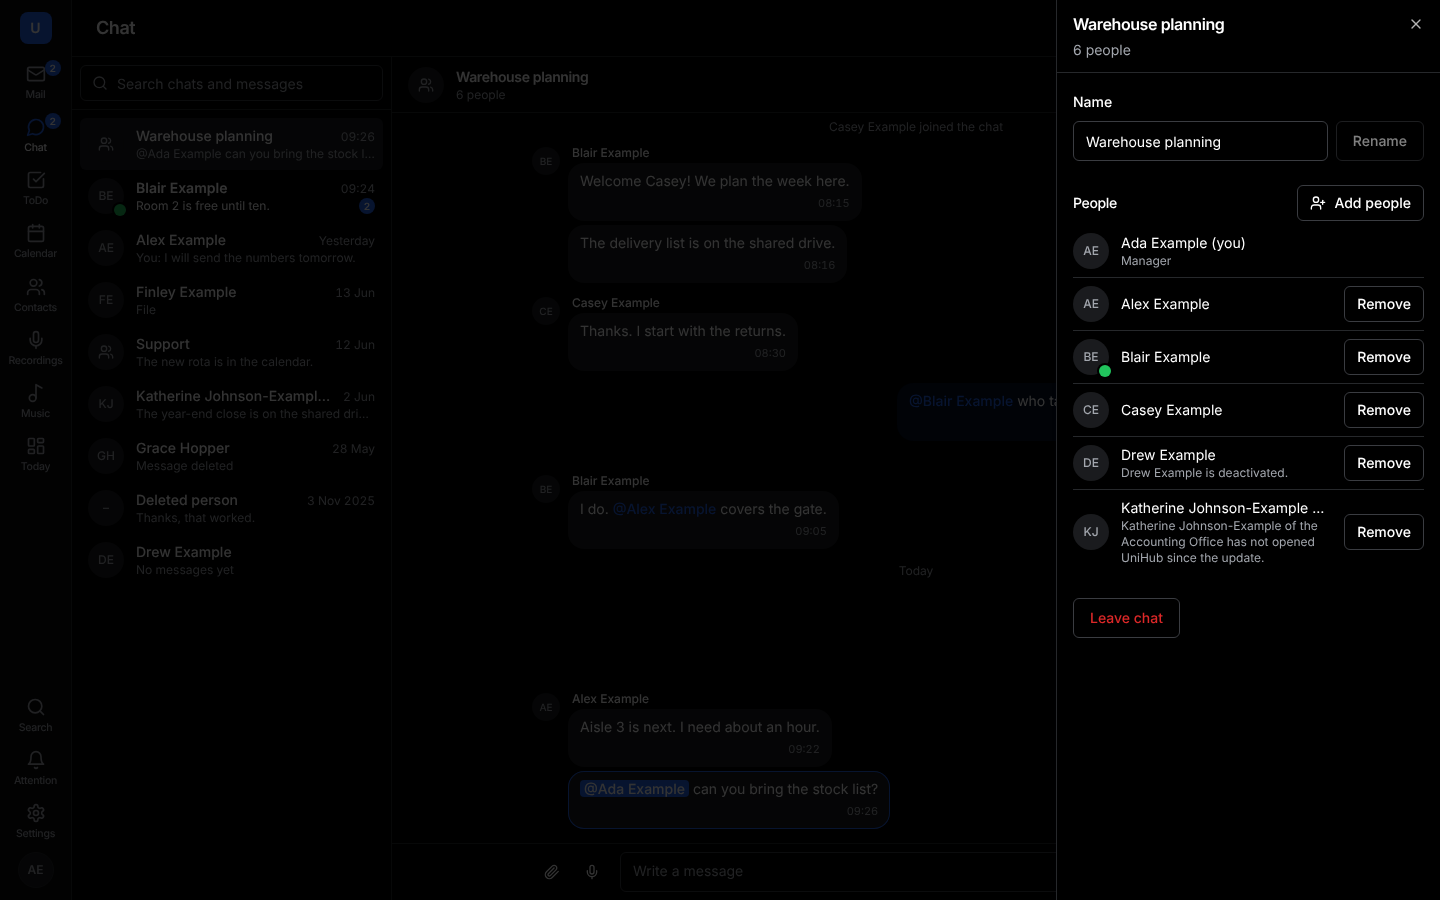 U
Mail
2
Chat
2
ToDo
Calendar
Contacts
Recordings
Music
Today
Search
Attention
Settings
AE
Chat
Search chats and messages
Warehouse planning 09:26
@Ada Example can you bring the stock l...
BE
Blair Example 09:24
Room 2 is free until ten. 2
AE
Alex Example Yesterday
You: I will send the numbers tomorrow.
FE
Finley Example 13 Jun
File
Support 12 Jun
The new rota is in the calendar.
KJ
Katherine Johnson-Exampl... 2 Jun
The year-end close is on the shared dri...
GH
Grace Hopper 28 May
Message deleted
–
Deleted person 3 Nov 2025
Thanks, that worked.
DE
Drew Example
No messages yet
Warehouse planning
6 people
Casey Example joined the chat
Blair Example
BE
Welcome Casey! We plan the week here.
08:15
The delivery list is on the shared drive.
08:16
Casey Example
CE
Thanks. I start with the returns.
08:30
@Blair Example who ta
Blair Example
BE
I do. @Alex Example covers the gate.
09:05
Today
Alex Example
AE
Aisle 3 is next. I need about an hour.
09:22
@Ada Example can you bring the stock list?
09:26
Write a message
Warehouse planning
6 people
Name
Warehouse planning
Rename
People
Add people
AE
Ada Example (you)
Manager
AE
Alex Example
Remove
BE
Blair Example
Remove
CE
Casey Example
Remove
DE
Drew Example
Drew Example is deactivated.
Remove
KJ
Katherine Johnson-Example ...
Katherine Johnson-Example of the
Accounting Office has not opened
UniHub since the update.
Remove
Leave chat